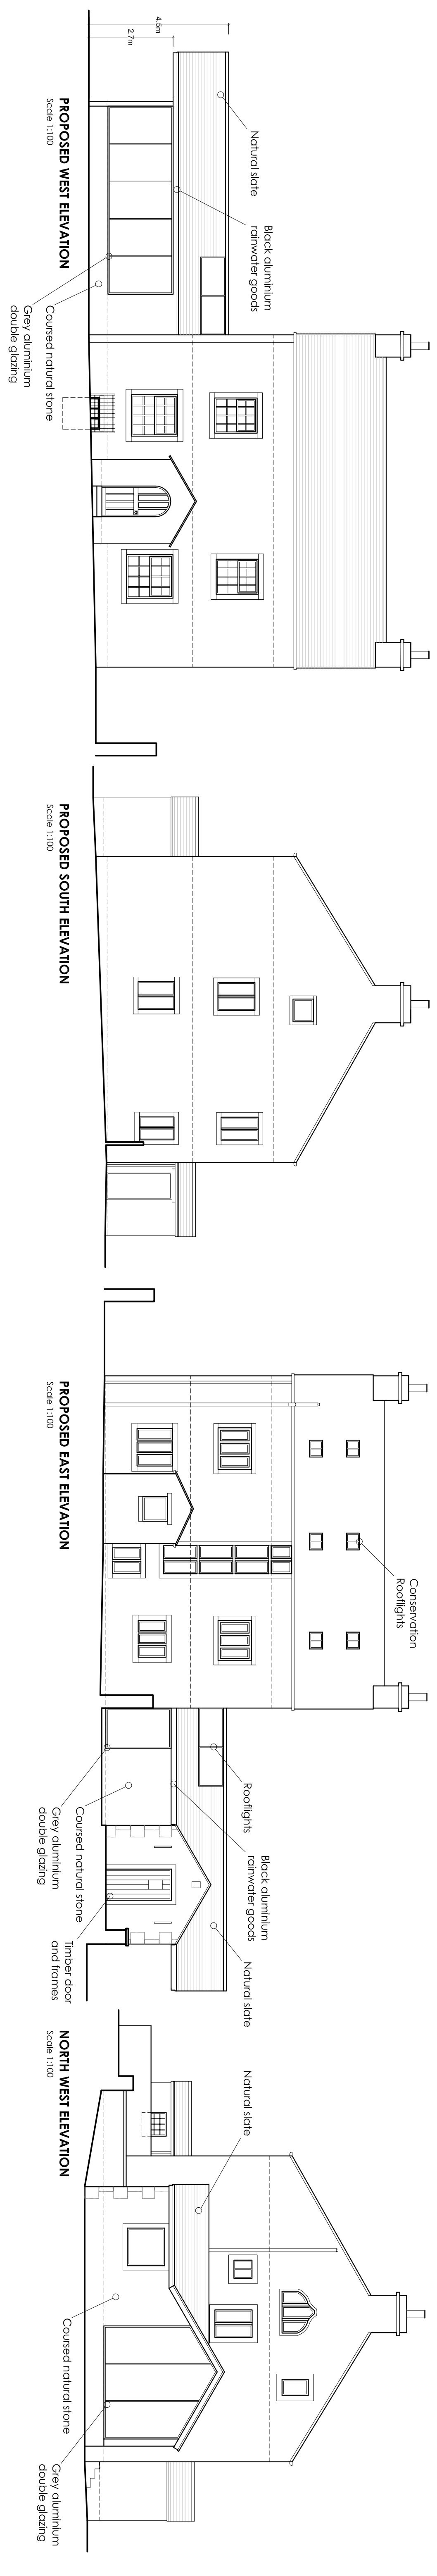 4.5m
2.7m
Natural slate
Black aluminium
rainwater goods
Coursed natural stone
Grey aluminium
double glazing
PROPOSED WEST ELEVATION
Scale 1:100
PROPOSED SOUTH ELEVATION
Scale 1:100
Conservation
Rooflights
Rooflights
Black aluminium
rainwater goods
Natural slate
Coursed natural stone
Grey aluminium
double glazing
Timber door
and frames
PROPOSED EAST ELEVATION
Scale 1:100
Natural slate
Coursed natural stone
Grey aluminium
double glazing
NORTH WEST ELEVATION
Scale 1:100